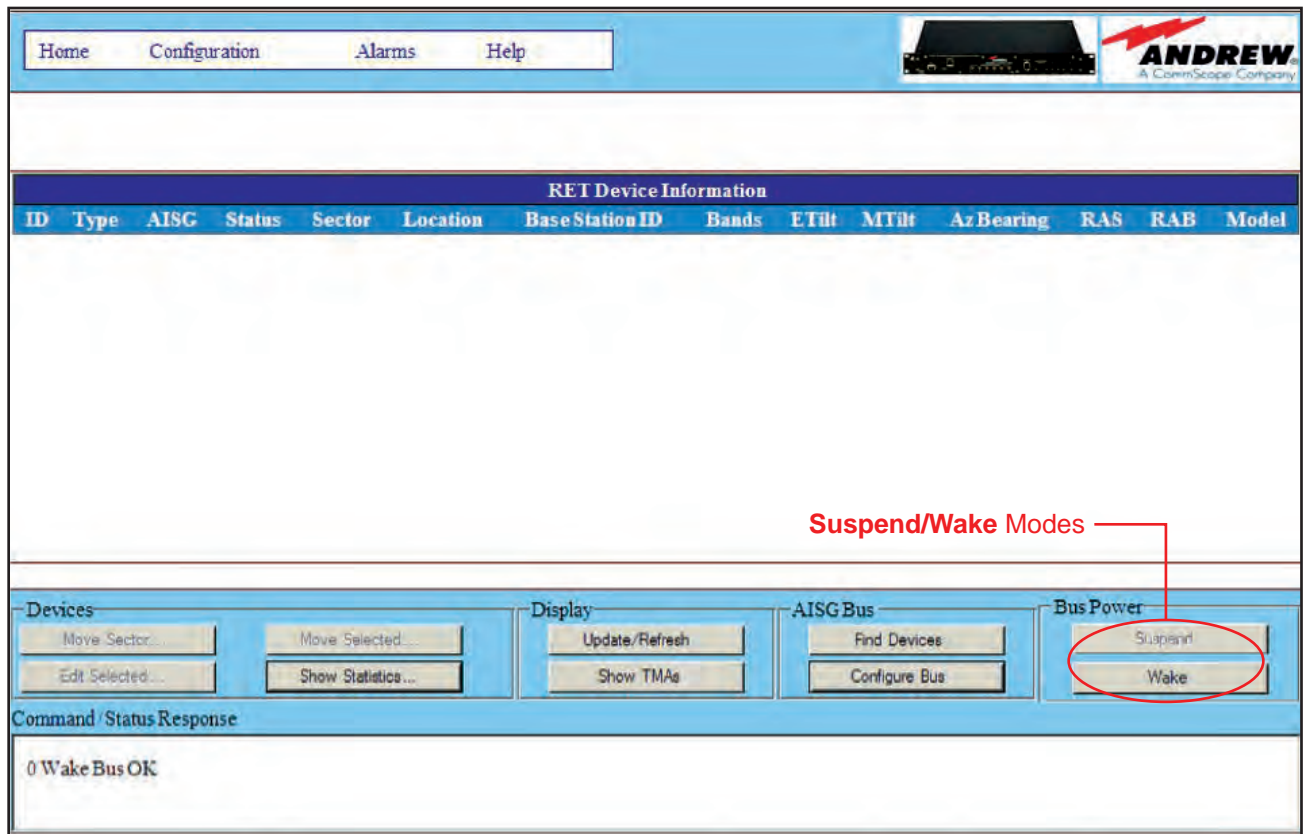 Home Configuration Alarms Help
ANDREW.
A CommScope Company
RET Device Information
ID Type AISG Status Sector Location Base Station ID Bands ETilt MTilt Az Bearing RAS RAB Model
Suspend/Wake Modes
Devices Display AISG Bus Bus Power
Move Sector... Move Selected... Update/Refresh Find Devices Suspend
Edit Selected... Show Statistics... Show TMAs Configure Bus Wake
Command / Status Response
0 Wake Bus OK